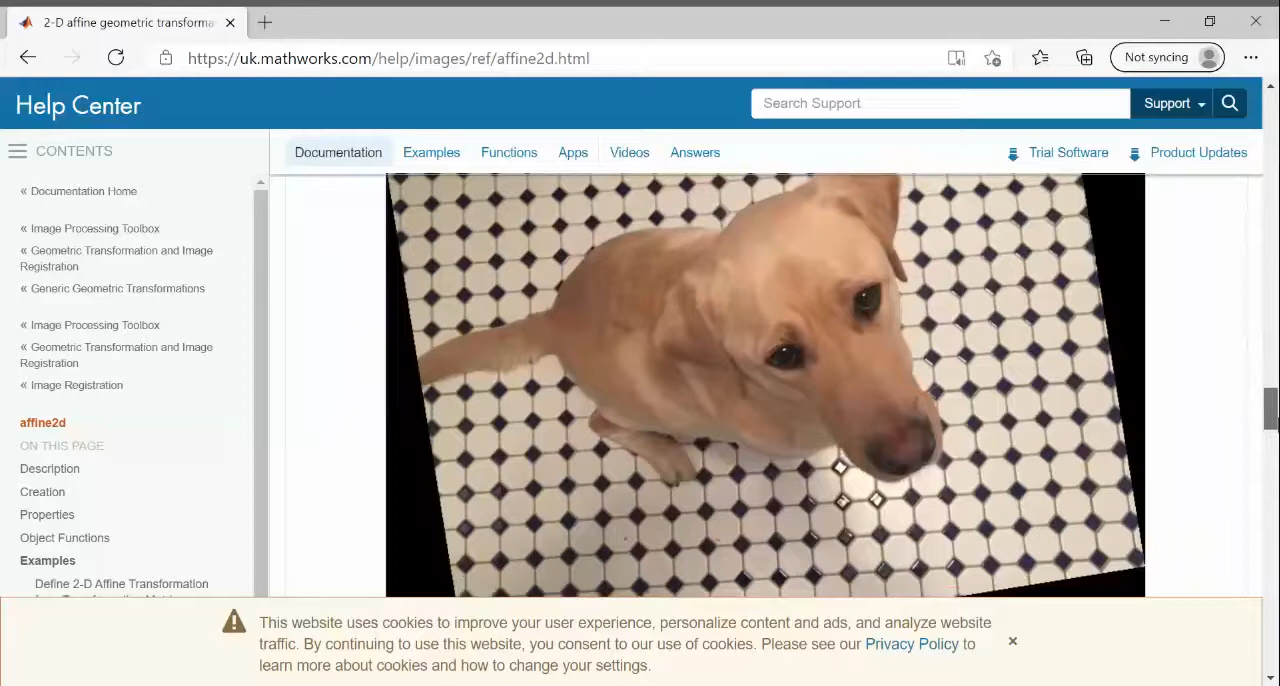 2-D affine geometric transforma
https://uk.mathworks.com/help/images/ref/affine2d.html
Not syncing
Help Center
Search Support
Support
CONTENTS
Documentation
Examples
Functions
Apps
Videos
Answers
Trial Software
Product Updates
« Documentation Home
« Image Processing Toolbox
« Geometric Transformation and Image
Registration
« Generic Geometric Transformations
« Image Processing Toolbox
« Geometric Transformation and Image
Registration
« Image Registration
affine2d
ON THIS PAGE
Description
Creation
Properties
Object Functions
Examples
Define 2-D Affine Transformation
This website uses cookies to improve your user experience, personalize content and ads, and analyze website
traffic. By continuing to use this website, you consent to our use of cookies. Please see our Privacy Policy to
learn more about cookies and how to change your settings.